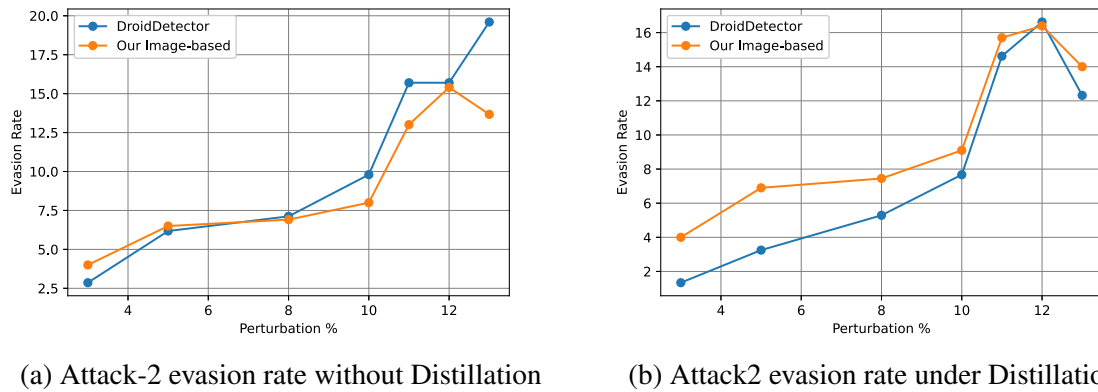 DroidDetector
Our Image-based
20.0
17.5
15.0
12.5
10.0
7.5
5.0
2.5
Evasion Rate
4 6 8 10 12
Perturbation %
(a) Attack-2 evasion rate without Distillation
DroidDetector
Our Image-based
16
14
12
10
8
6
4
2
Evasion Rate
4 6 8 10 12
Perturbation %
(b) Attack2 evasion rate under Distillatio